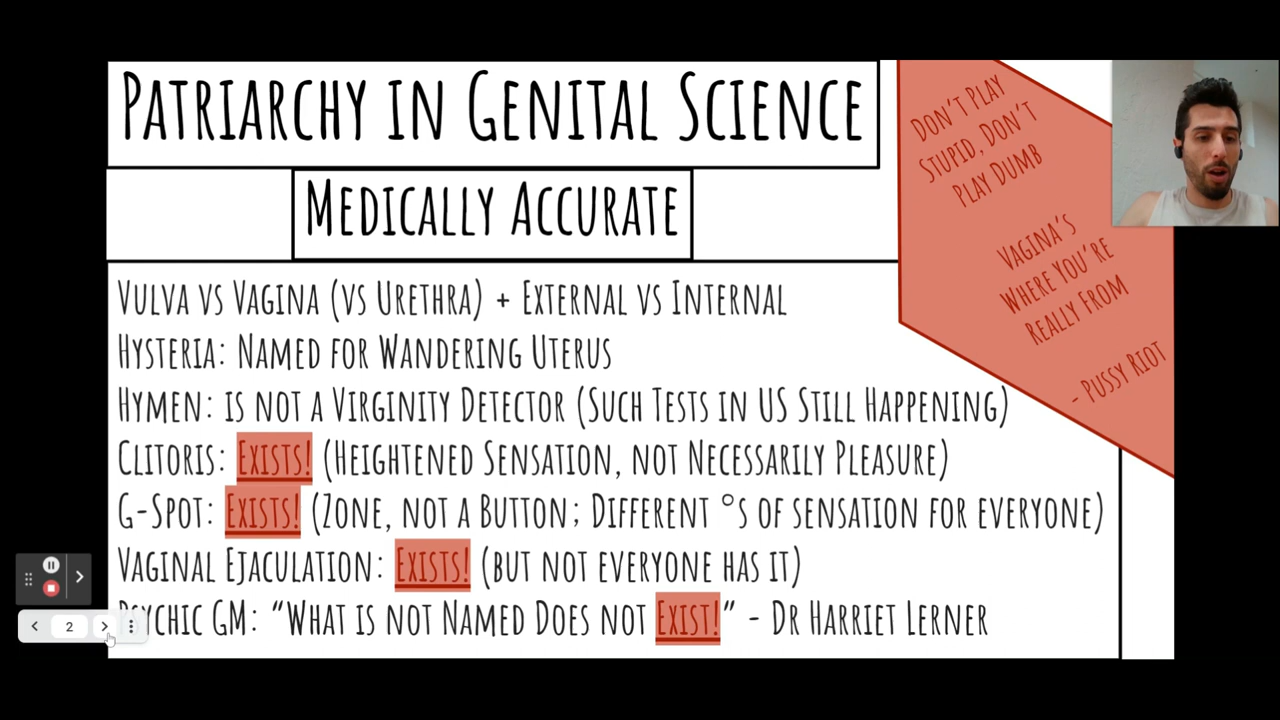 Patriarchy in Genital Science
Medically Accurate
Vulva vs Vagina (vs Urethra) + External vs Internal
Hysteria: Named for Wandering Uterus
Hymen: is not a Virginity Detector (Such Tests in US Still Happening)
Clitoris: Exists! (Heightened Sensation, not Necessarily Pleasure)
G-Spot: Exists! (Zone, not a Button; Different °s of sensation for everyone)
Vaginal Ejaculation: Exists! (but not everyone has it)
Psychic GM: “What is not Named Does not Exist!” - Dr Harriet Lerner
Don't Play
Stupid, Don't
Play Dumb
Vagina's
Where You're
Really From
- Pussy Riot
2